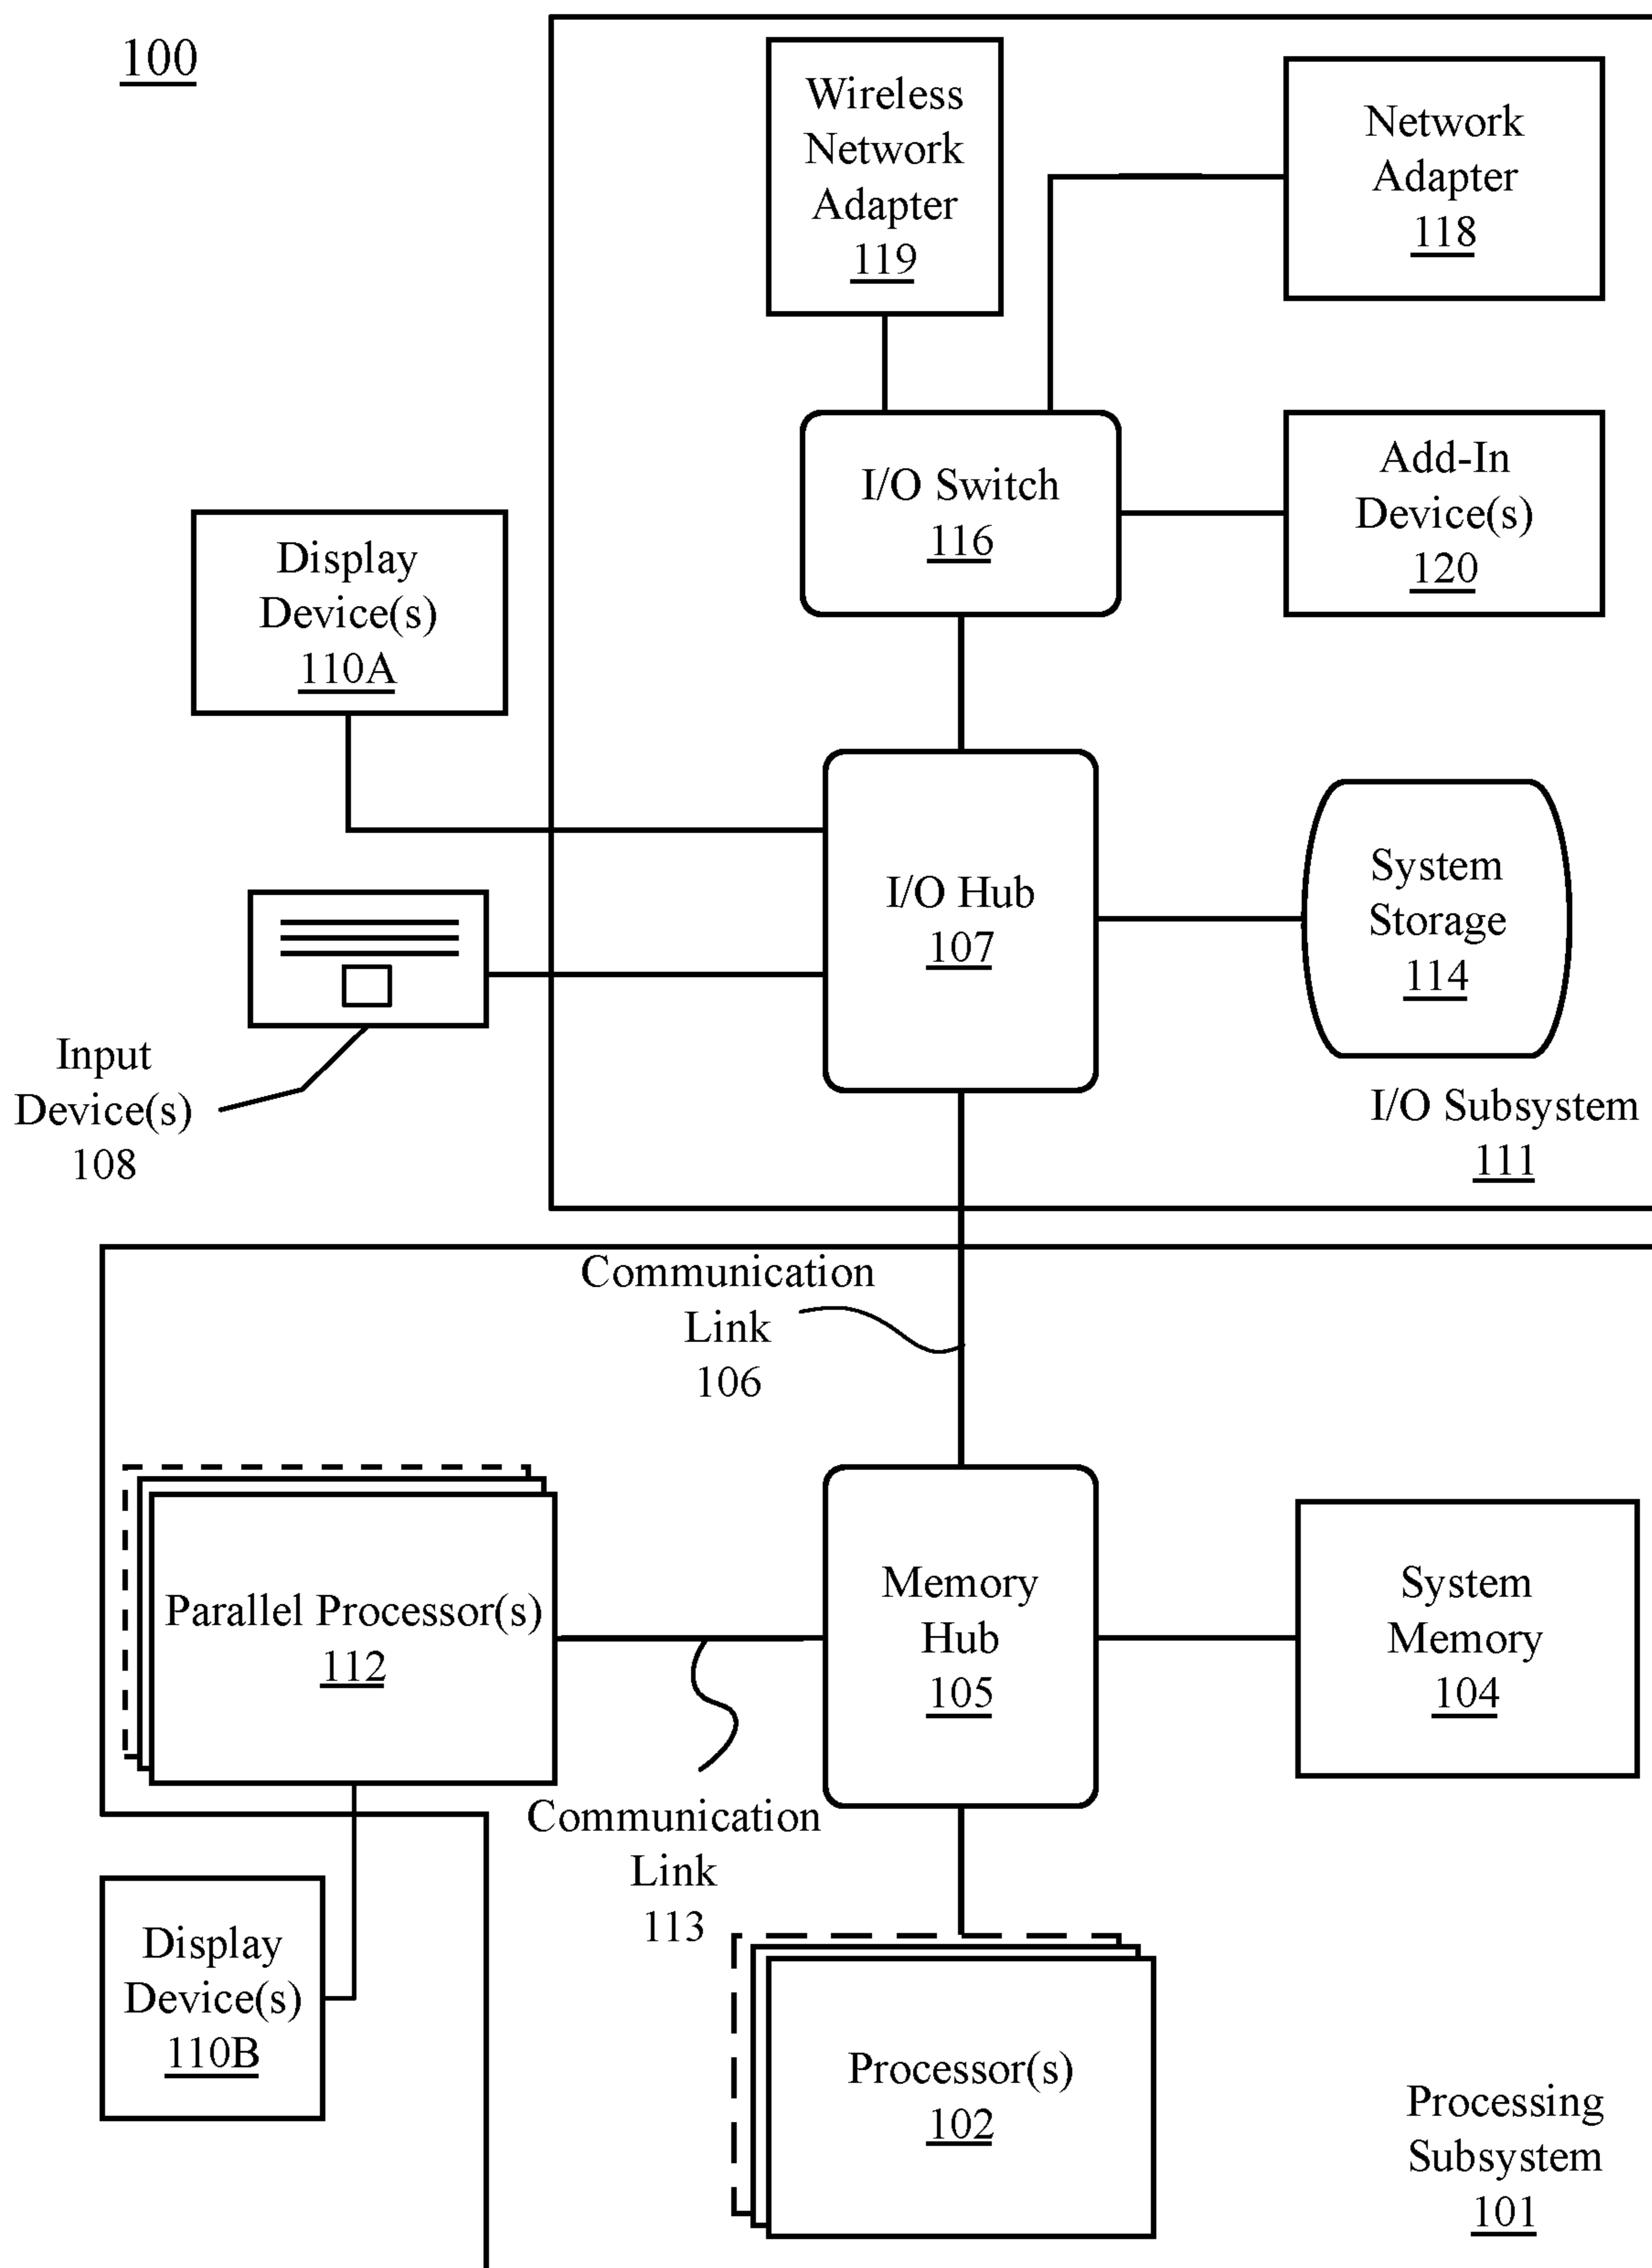 100
Wireless
Network
Adapter
119
Network
Adapter
118
I/O Switch
116
Add-In
Device(s)
120
Display
Device(s)
110A
I/O Hub
107
System
Storage
114
Input
Device(s)
108
I/O Subsystem
111
Communication
Link
106
Parallel Processor(s)
112
Memory
Hub
105
System
Memory
104
Communication
Link
113
Display
Device(s)
110B
Processor(s)
102
Processing
Subsystem
101